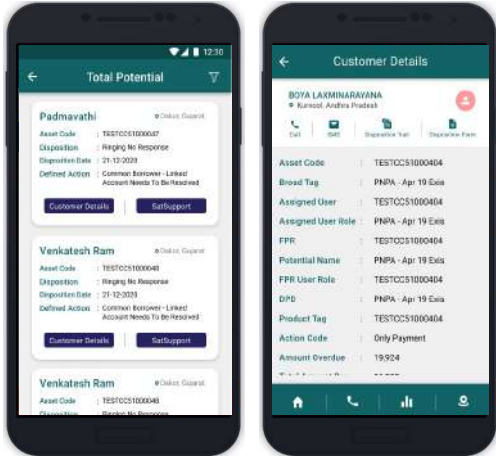 12:30
Total Potential
Padmavathi
Dakor, Gujarat
Asset Code : TESTCC51000047
Disposition : Ringing No Response
Disposition Date : 21-12-2023
Defined Action : Common Borrower - Linked
Account Needs To Be Resolved
Customer Details
SatSupport
Venkatesh Ram
Dakor, Gujarat
Asset Code : TESTCC51000048
Disposition : Ringing No Response
Disposition Date : 21-12-2023
Defined Action : Common Borrower - Linked
Account Needs To Be Resolved
Customer Details
SatSupport
Venkatesh Ram
Dakor, Gujarat
Asset Code : TESTCC51000048
Disposition : Ringing No Response
Customer Details
BOYA LAXMINARAYANA
Kurnool, Andhra Pradesh
Call
SMS
Disposition Trail
Disposition Form
Asset Code : TESTCC51000404
Broad Tag : PNPA - Apr 19 Exis
Assigned User : TESTCC51000404
Assigned User Role : PNPA - Apr 19 Exis
FPR : TESTCC51000404
Potential Name : PNPA - Apr 19 Exis
FPR User Role : TESTCC51000404
DPD : PNPA - Apr 19 Exis
Product Tag : TESTCC51000404
Action Code : Only Payment
Amount Overdue : 19,924